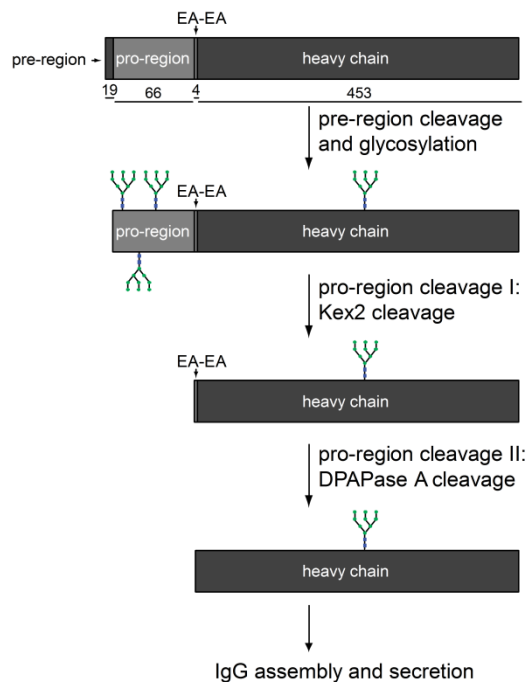 EA-EA
pre-region
pro-region
heavy chain
19
66
4
453
pre-region cleavage
and glycosylation
EA-EA
pro-region
heavy chain
pro-region cleavage I:
Kex2 cleavage
EA-EA
heavy chain
pro-region cleavage II:
DPAPase A cleavage
heavy chain
IgG assembly and secretion